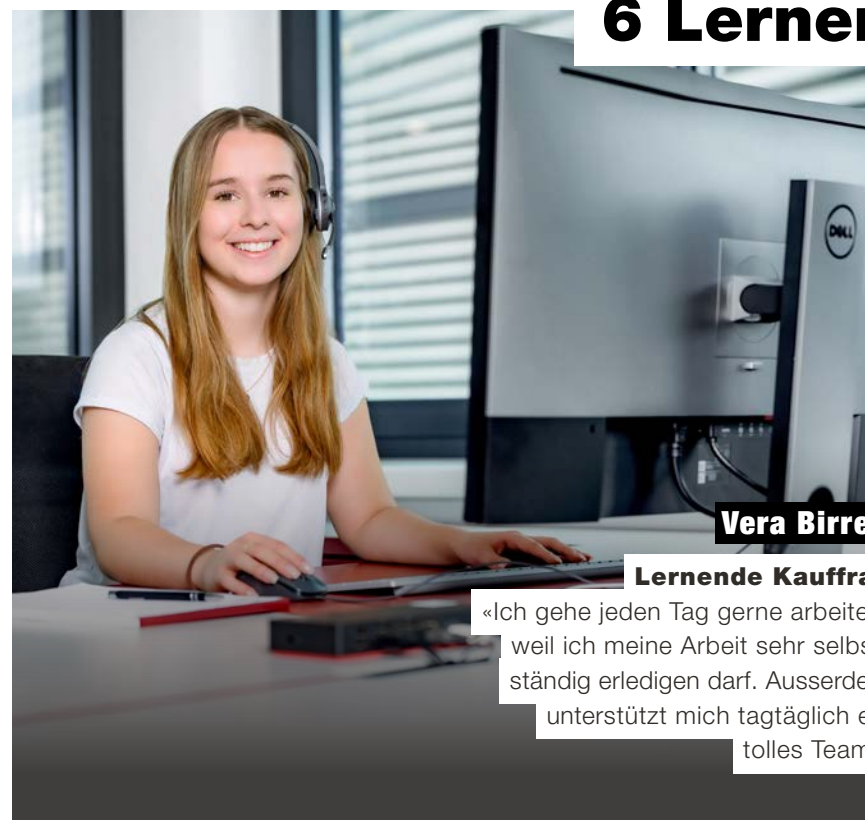 6 Lerner
DELL
Vera Birre
Lernende Kauffra
«Ich gehe jeden Tag gerne arbeite
weil ich meine Arbeit sehr selbs
ständig erledigen darf. Ausserde
unterstützt mich tagtäglich e
tolles Team